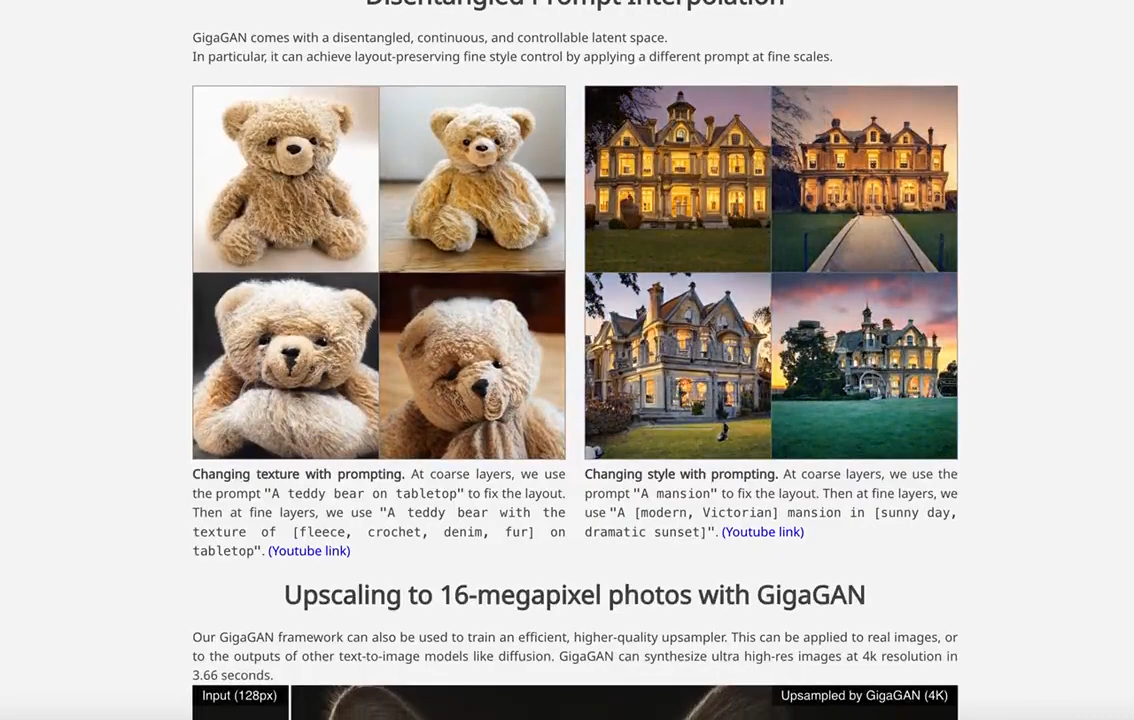 Disentangled Prompt Interpolation
GigaGAN comes with a disentangled, continuous, and controllable latent space.
In particular, it can achieve layout-preserving fine style control by applying a different prompt at fine scales.
Changing texture with prompting. At coarse layers, we use
the prompt "A teddy bear on tabletop" to fix the layout.
Then at fine layers, we use "A teddy bear with the
texture of [fleece, crochet, denim, fur] on
tabletop". (Youtube link)
Changing style with prompting. At coarse layers, we use the
prompt "A mansion" to fix the layout. Then at fine layers, we
use "A [modern, Victorian] mansion in [sunny day,
dramatic sunset]". (Youtube link)
Upscaling to 16-megapixel photos with GigaGAN
Our GigaGAN framework can also be used to train an efficient, higher-quality upsampler. This can be applied to real images, or
to the outputs of other text-to-image models like diffusion. GigaGAN can synthesize ultra high-res images at 4k resolution in
3.66 seconds.
Input (128px)
Upsampled by GigaGAN (4K)